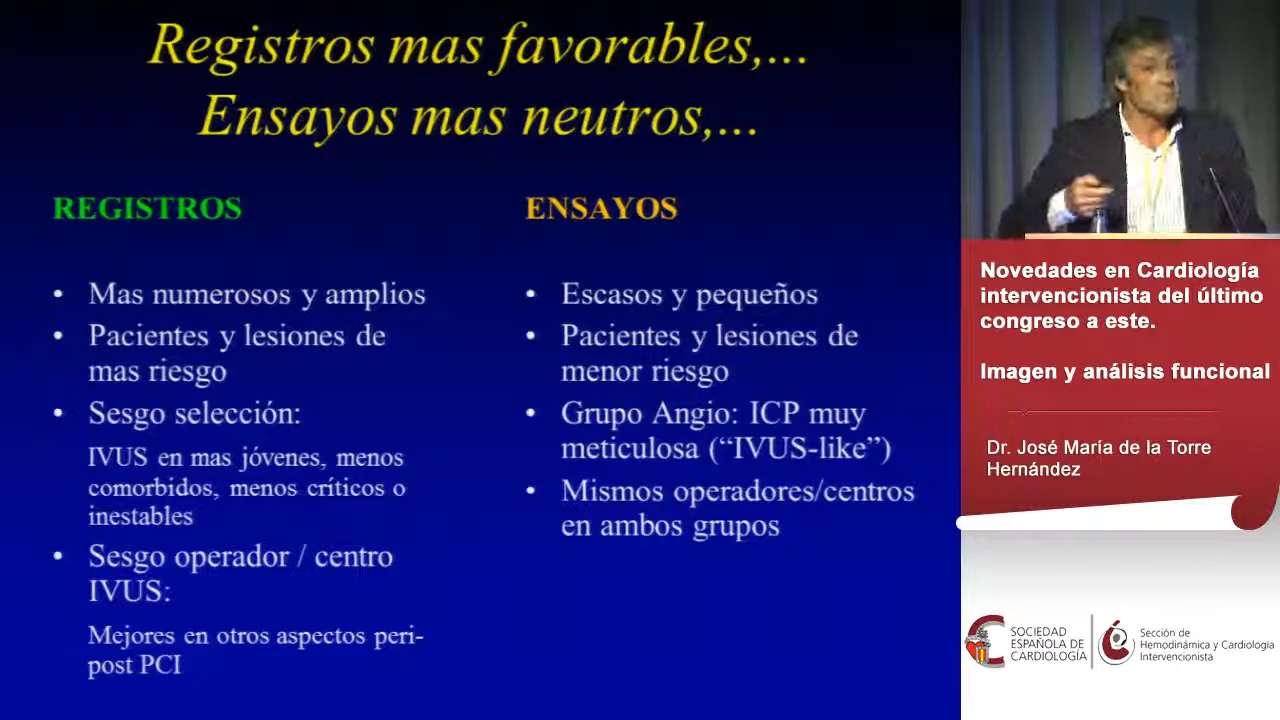 Registros mas favorables,...
Ensayos mas neutros,...
REGISTROS
• Mas numerosos y amplios
• Pacientes y lesiones de
mas riesgo
• Sesgo selección:
IVUS en mas jóvenes, menos
comorbidos, menos críticos o
inestables
• Sesgo operador / centro
IVUS:
Mejores en otros aspectos peri-
post PCI
ENSAYOS
• Escasos y pequeños
• Pacientes y lesiones de
menor riesgo
• Grupo Angio: ICP muy
meticulosa (“IVUS-like”)
• Mismos operadores/centros
en ambos grupos
Novedades en Cardiología
intervencionista del último
congreso a este.
Imagen y análisis funcional
Dr. José María de la Torre
Hernández
SOCIEDAD
ESPAÑOLA DE
CARDIOLOGÍA
Sección de
Hemodinámica y Cardiología
Intervencionista